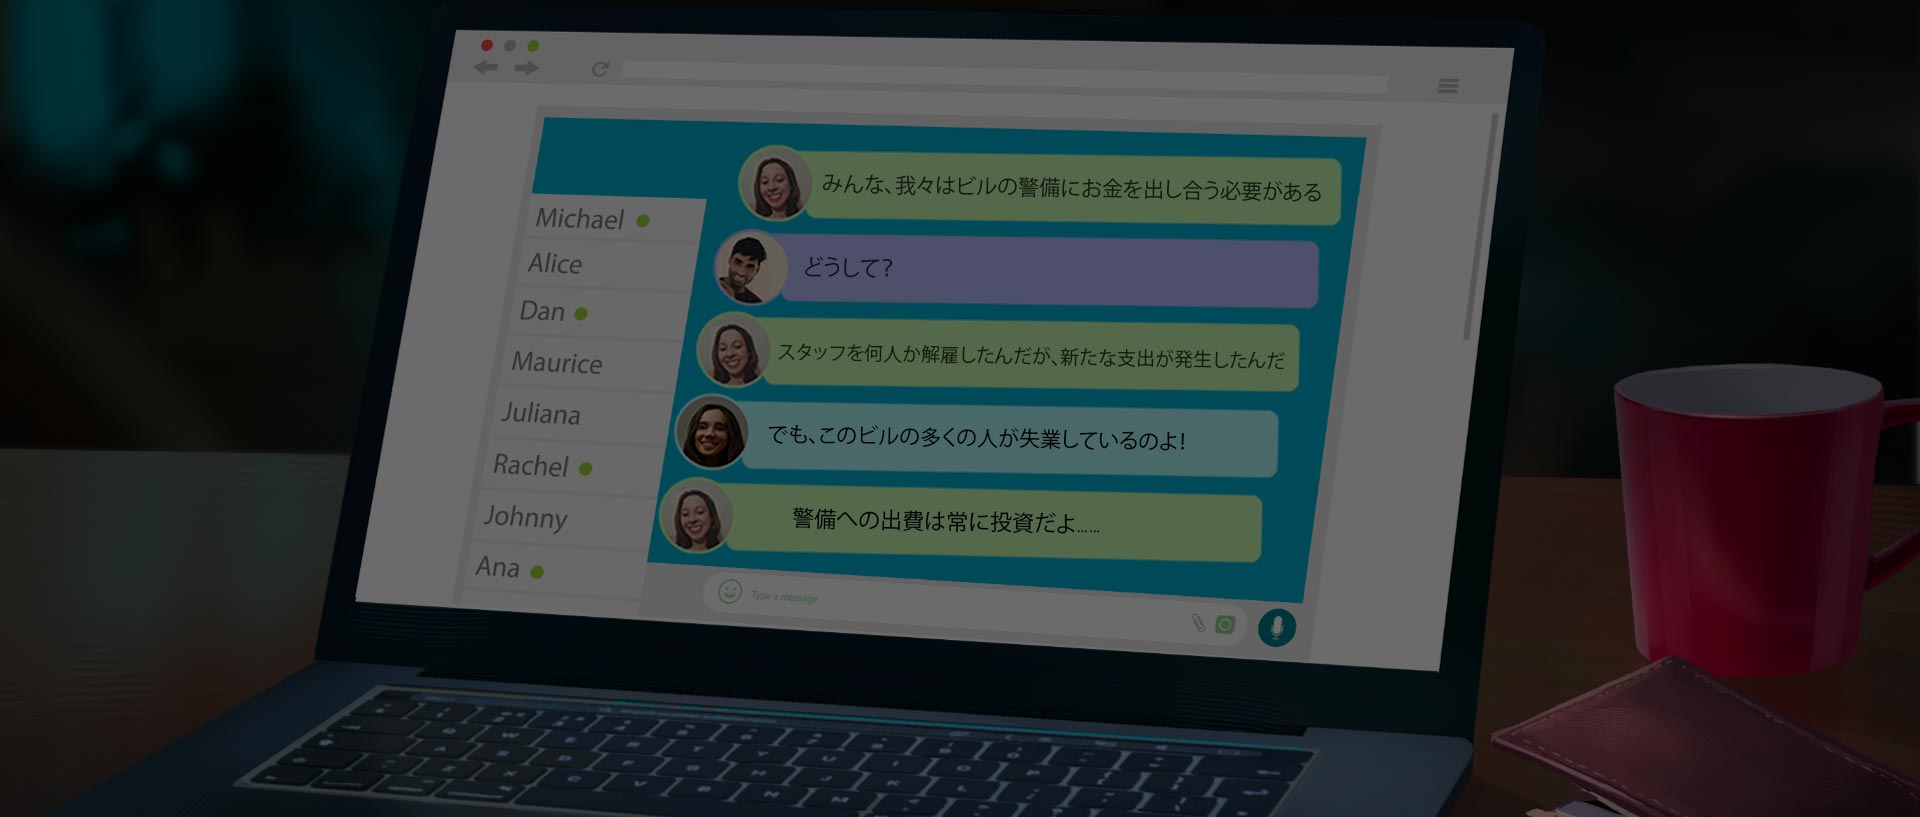 みんな、我々はビルの警備にお金を出し合う必要がある
どうして?
スタッフを何人か解雇したんだが、新たな支出が発生したんだ
でも、このビルの多くの人が失業しているのよ!
警備への出費は常に投資だよ……
Type a message
Michael
Alice
Dan
Maurice
Juliana
Rachel
Johnny
Ana